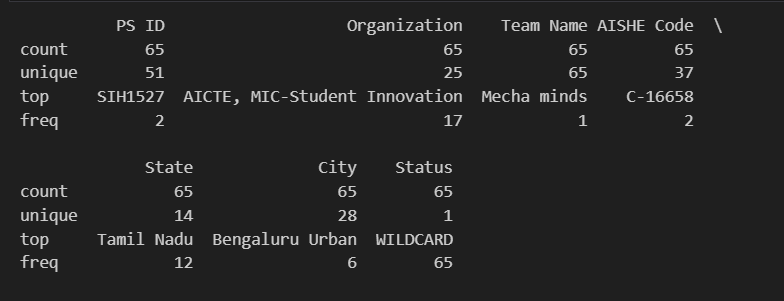 PS ID Organization Team Name AISHE Code \
count 65 65 65 65
unique 51 25 65 37
top SIH1527 AICTE, MIC-Student Innovation Mecha minds C-16658
freq 2 17 1 2
State City Status
count 65 65 65
unique 14 28 1
top Tamil Nadu Bengaluru Urban WILDCARD
freq 12 6 65